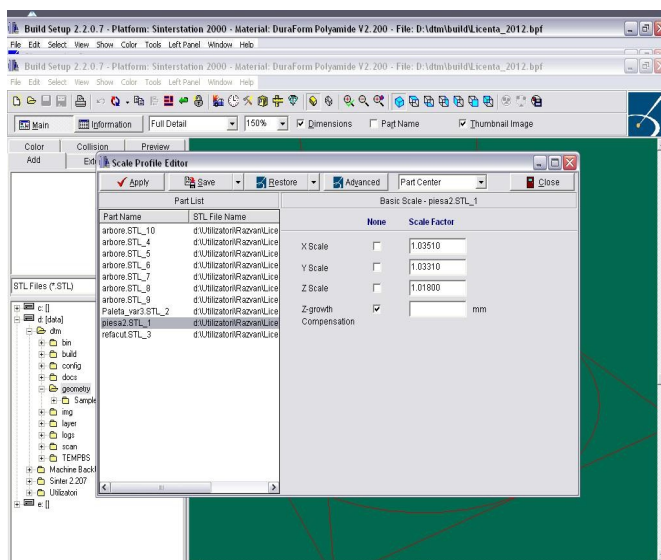 Build Setup 2.2.0.7 - Platform: Sinterstation 2000 - Material: DuraForm Polyamide V2.200 - File: D:\dtm\build\Licenta_2012.bpf
File Edit Select View Show Color Tools Left Panel Window Help
Build Setup 2.2.0.7 - Platform: Sinterstation 2000 - Material: DuraForm Polyamide V2.200 - File: D:\dtm\build\Licenta_2012.bpf
File Edit Select View Show Color Tools Left Panel Window Help
Main Information Full Detail 150% Dimensions Part Name Thumbnail Image
Color Collision Preview
Add Ext
Scale Profile Editor
Apply Save Restore Advanced Part Center Close
Part List
Basic Scale - piesa2.STL_1
Part Name STL File Name
None Scale Factor
arbore.STL_10 d:\Utilizatori\Razvan\Lice
arbore.STL_4 d:\Utilizatori\Razvan\Lice
arbore.STL_5 d:\Utilizatori\Razvan\Lice
arbore.STL_6 d:\Utilizatori\Razvan\Lice
arbore.STL_7 d:\Utilizatori\Razvan\Lice
arbore.STL_8 d:\Utilizatori\Razvan\Lice
arbore.STL_9 d:\Utilizatori\Razvan\Lice
Paleta_var3.STL_2 d:\Utilizatori\Razvan\Lice
piesa2.STL_1 d:\Utilizatori\Razvan\Lice
refacut.STL_3 d:\Utilizatori\Razvan\Lice
X Scale 1.03510
Y Scale 1.03310
Z Scale 1.01800
Z-growth mm
Compensation
STL Files (*.STL)
c: []
d: [data]
dtm
bin
build
config
docs
geometry
Sample
img
layer
logs
scan
TEMPBS
Machine Back
Sinter 2.207
Utilizatori
e: []